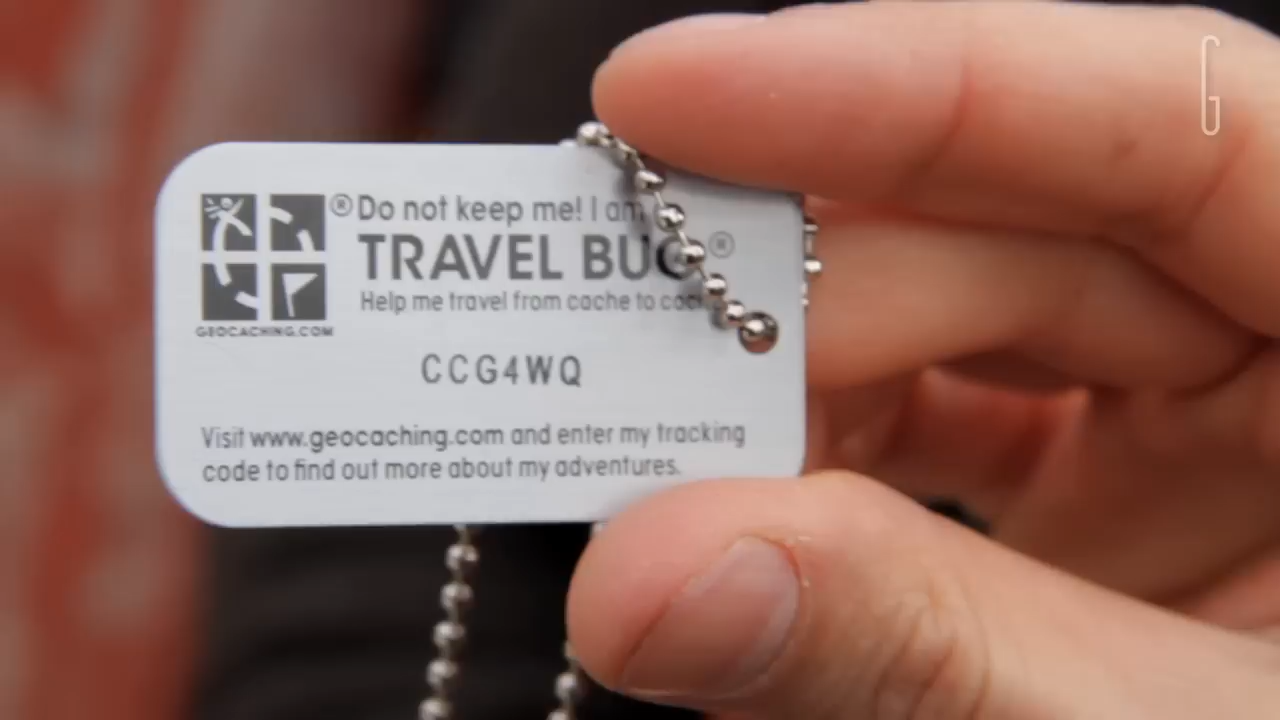 G
® Do not keep me! I am
TRAVEL BUG®
Help me travel from cache to
GEOCACHING.COM
CCG4WQ
Visit www.geocaching.com and enter my tracking
code to find out more about my adventures.